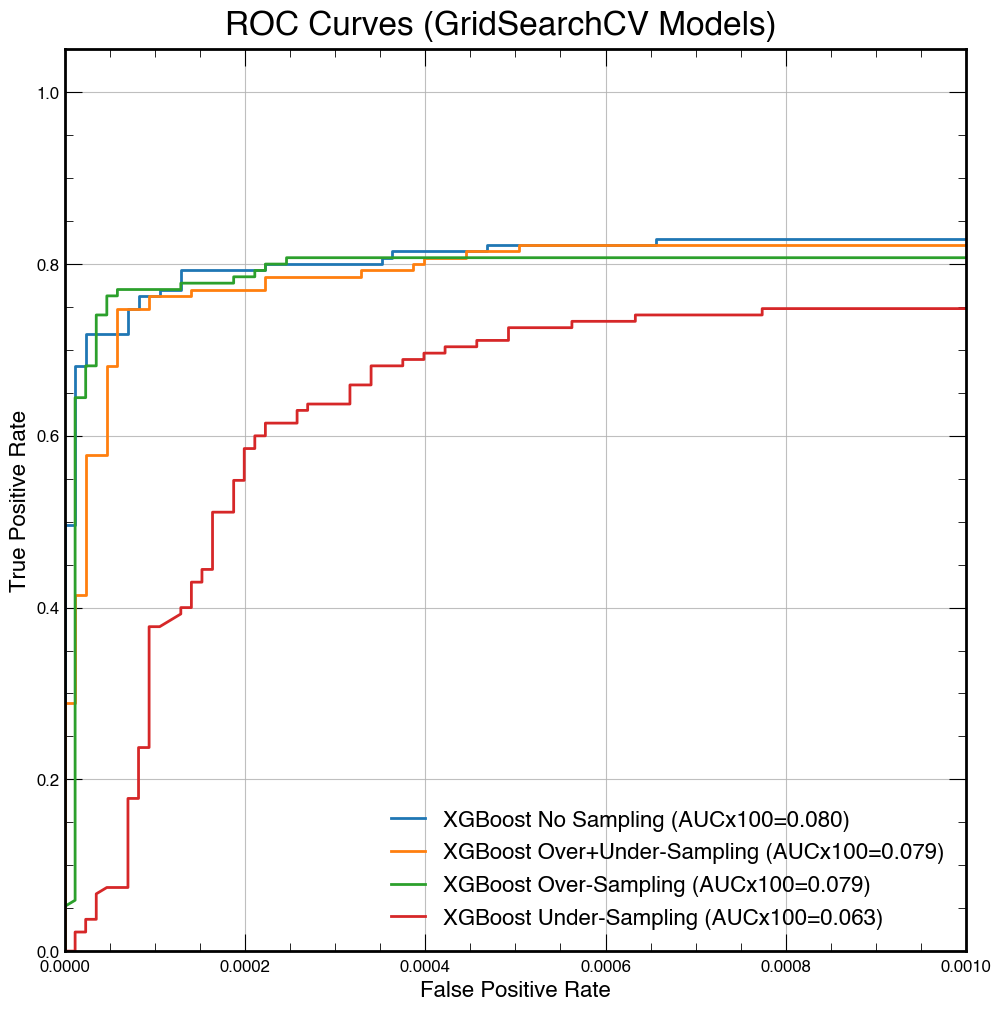 ROC Curves (GridSearchCV Models)
True Positive Rate
1.0
0.8
0.6
0.4
0.2
0.0
XGBoost No Sampling (AUCx100=0.080)
XGBoost Over+Under-Sampling (AUCx100=0.079)
XGBoost Over-Sampling (AUCx100=0.079)
XGBoost Under-Sampling (AUCx100=0.063)
0.0000 0.0002 0.0004 0.0006 0.0008 0.0010
False Positive Rate